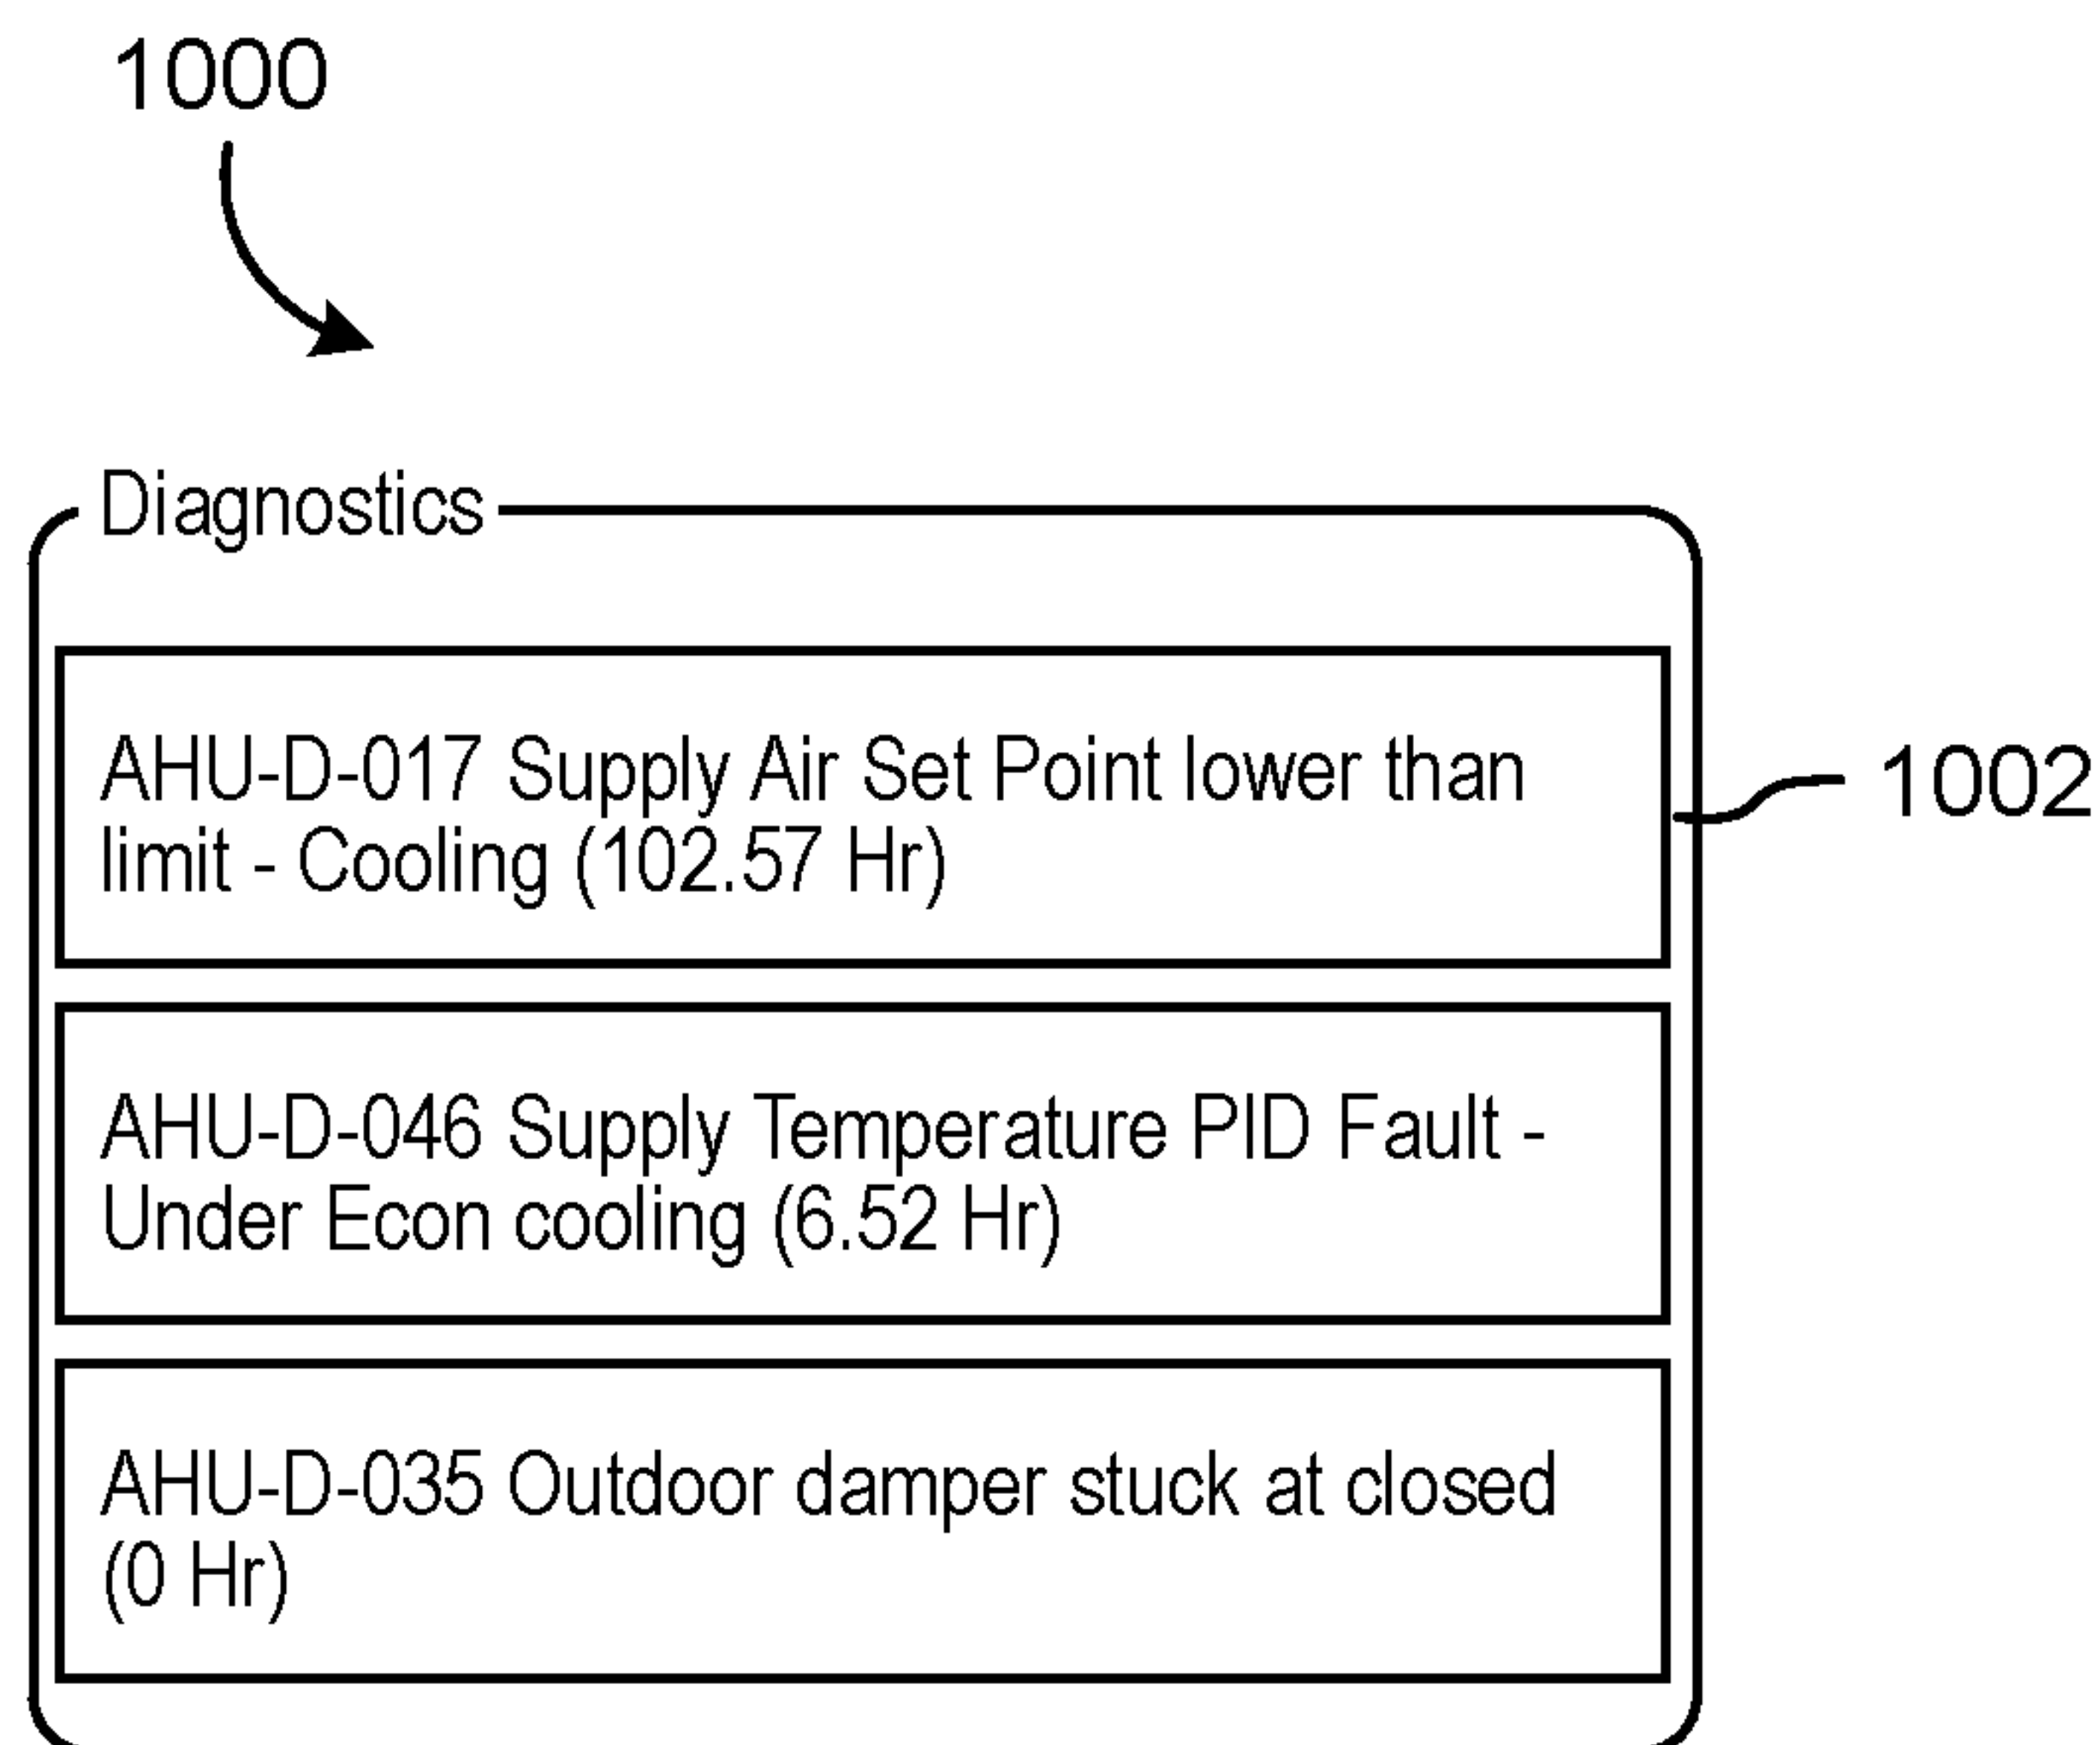 1000
Diagnostics
AHU-D-017 Supply Air Set Point lower than
limit - Cooling (102.57 Hr)
1002
AHU-D-046 Supply Temperature PID Fault -
Under Econ cooling (6.52 Hr)
AHU-D-035 Outdoor damper stuck at closed
(0 Hr)